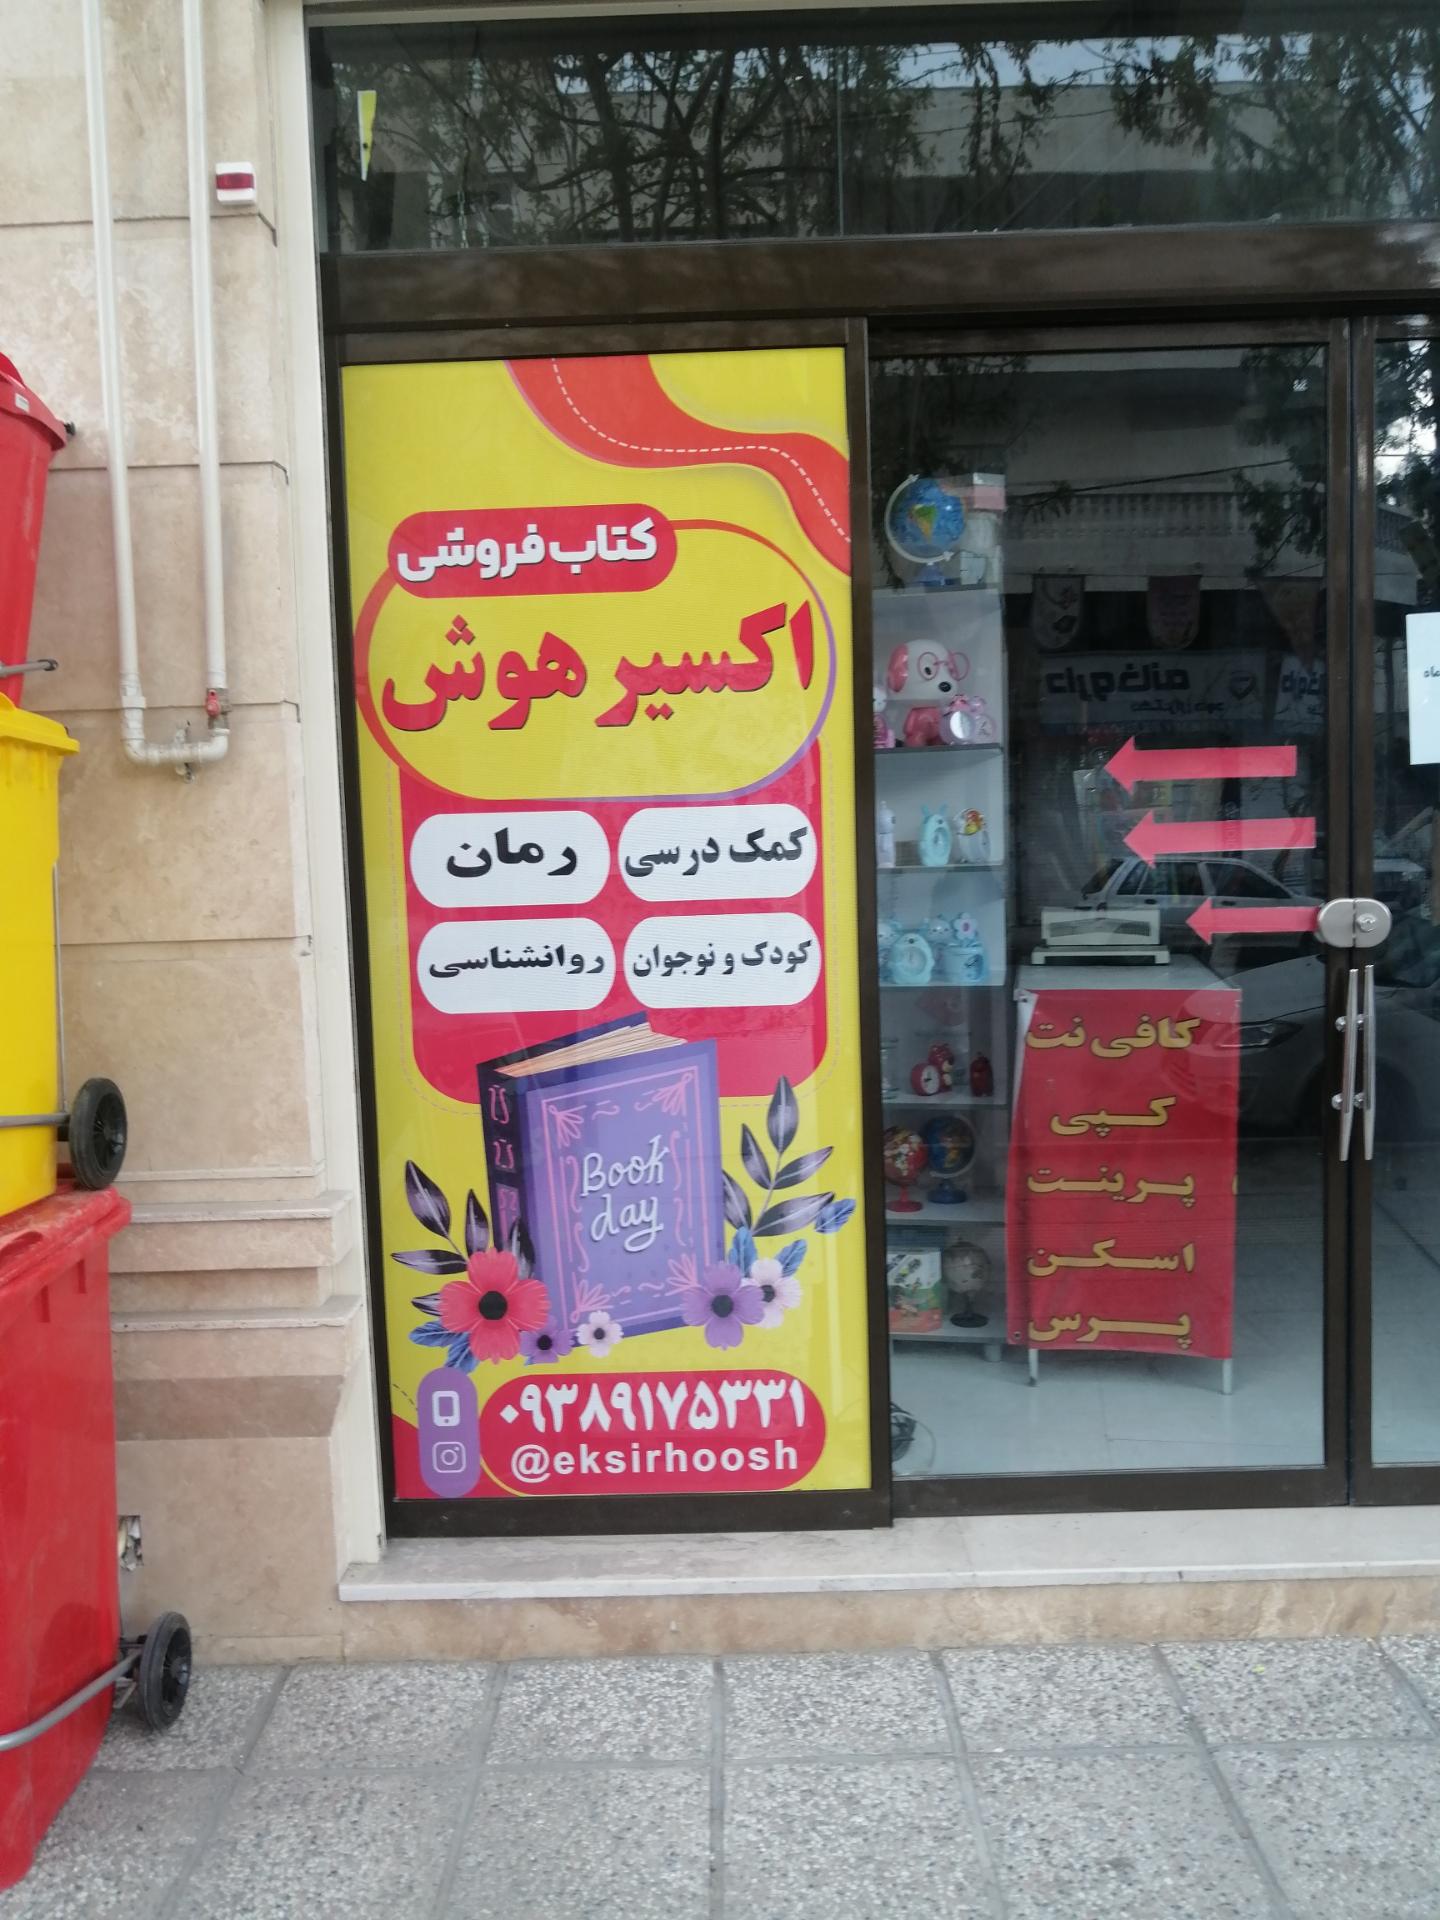 کتاب‌فروشی
اکسیر هوش
کمک درسی
رمان
کودک و نوجوان
روانشناسی
Book
day
۰۹۳۸۹۱۷۵۳۳۱
@eksirhoosh
کافی نت
کپی
پرینت
اسکن
پرس